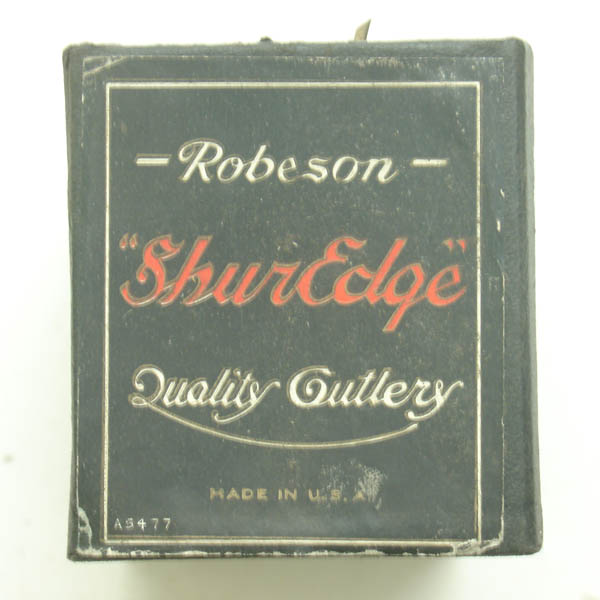 - Robeson -
"ShurEdge"
Quality Cutlery
MADE IN U.S.A.
A5477